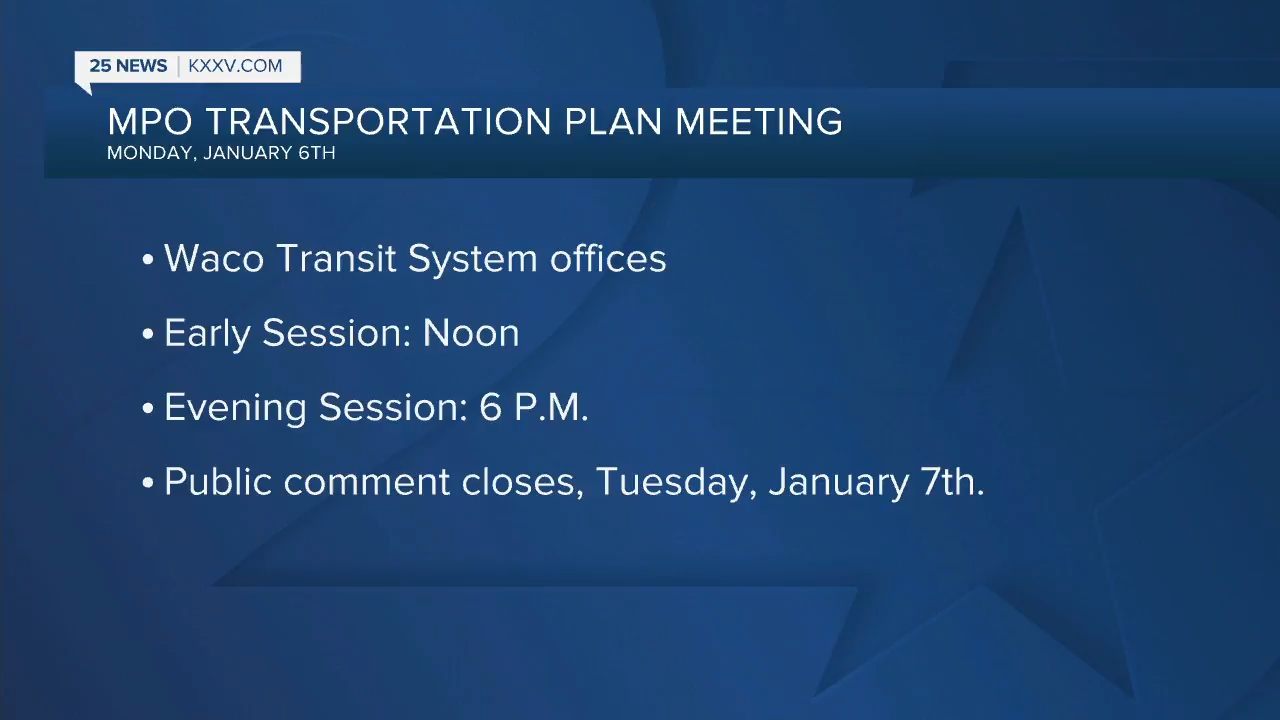 25 NEWS | KXXV.COM
MPO TRANSPORTATION PLAN MEETING
MONDAY, JANUARY 6TH
• Waco Transit System offices
• Early Session: Noon
• Evening Session: 6 P.M.
• Public comment closes, Tuesday, January 7th.